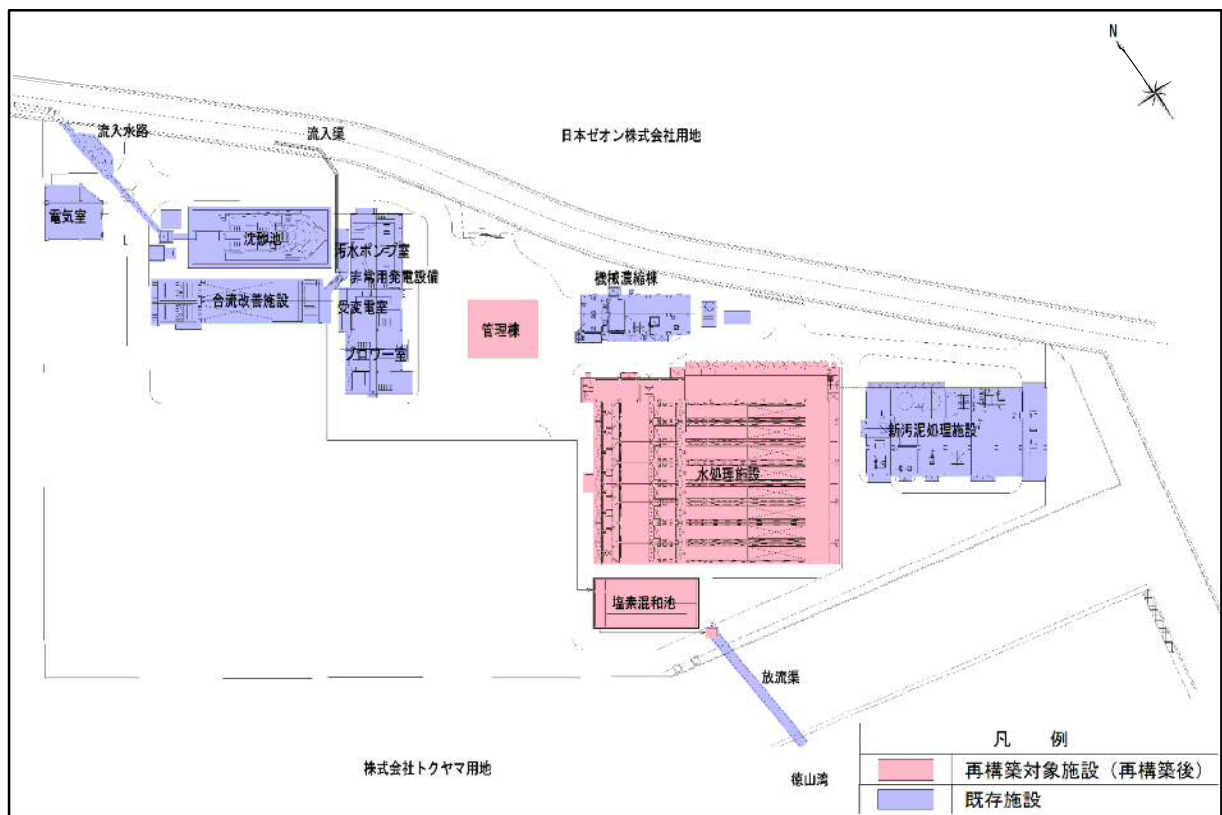 N
日本ゼオン株式会社用地
流入水路
流入渠
電気室
沈砂池
汚水ポンプ室
非常用発電設備
合流改善施設
受変電室
ブロワー室
管理棟
機械濃縮棟
新汚泥処理施設
水処理施設
塩素混和池
放流渠
株式会社トクヤマ用地
徳山湾
凡 例
再構築対象施設（再構築後）
既存施設